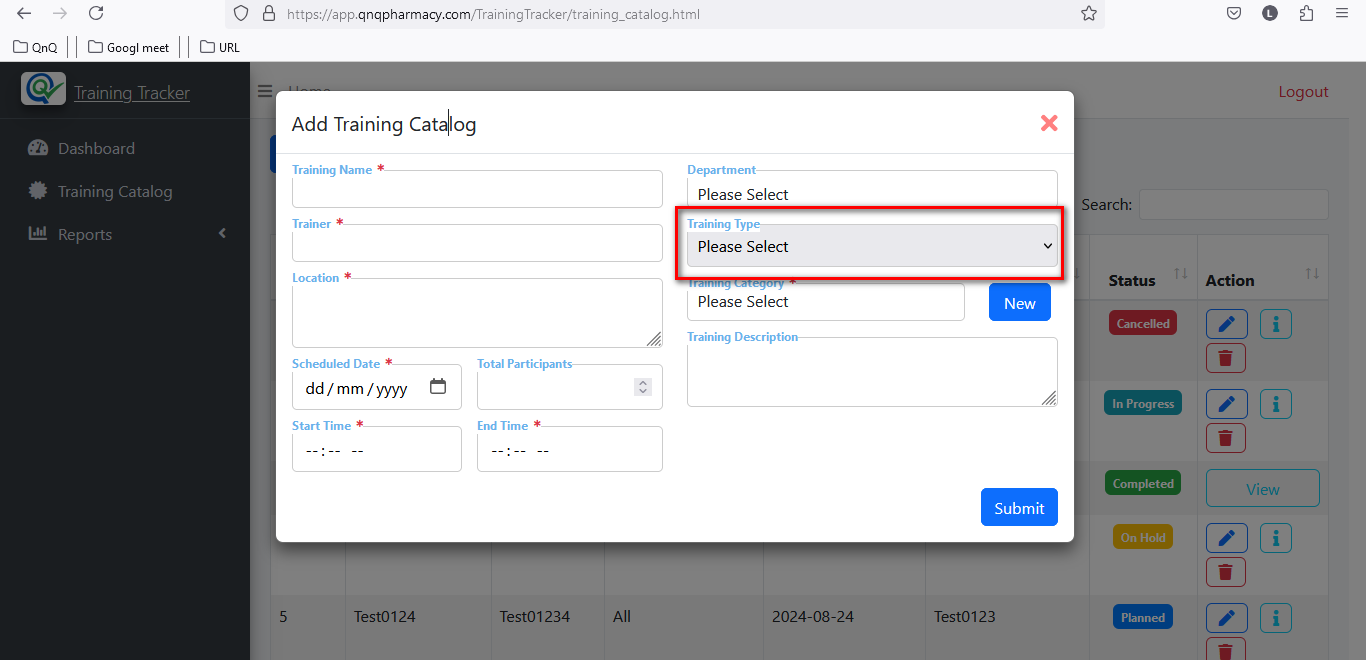 https://app.qnqpharmacy.com/TrainingTracker/training_catalog.html
L
QnQ
Googl meet
URL
Training Tracker
Home
Logout
Dashboard
Training Catalog
Reports
Add Training Catalog
Training Name *
Trainer *
Location *
Scheduled Date *
dd/mm/yyyy
Total Participants
Start Time *
--:-- --
End Time *
--:-- --
Department
Please Select
Training Type
Please Select
Training Category *
Please Select
New
Training Description
Submit
Search:
Status
Action
Cancelled
In Progress
Completed
View
On Hold
5 Test0124 Test01234 All 2024-08-24 Test0123 Planned